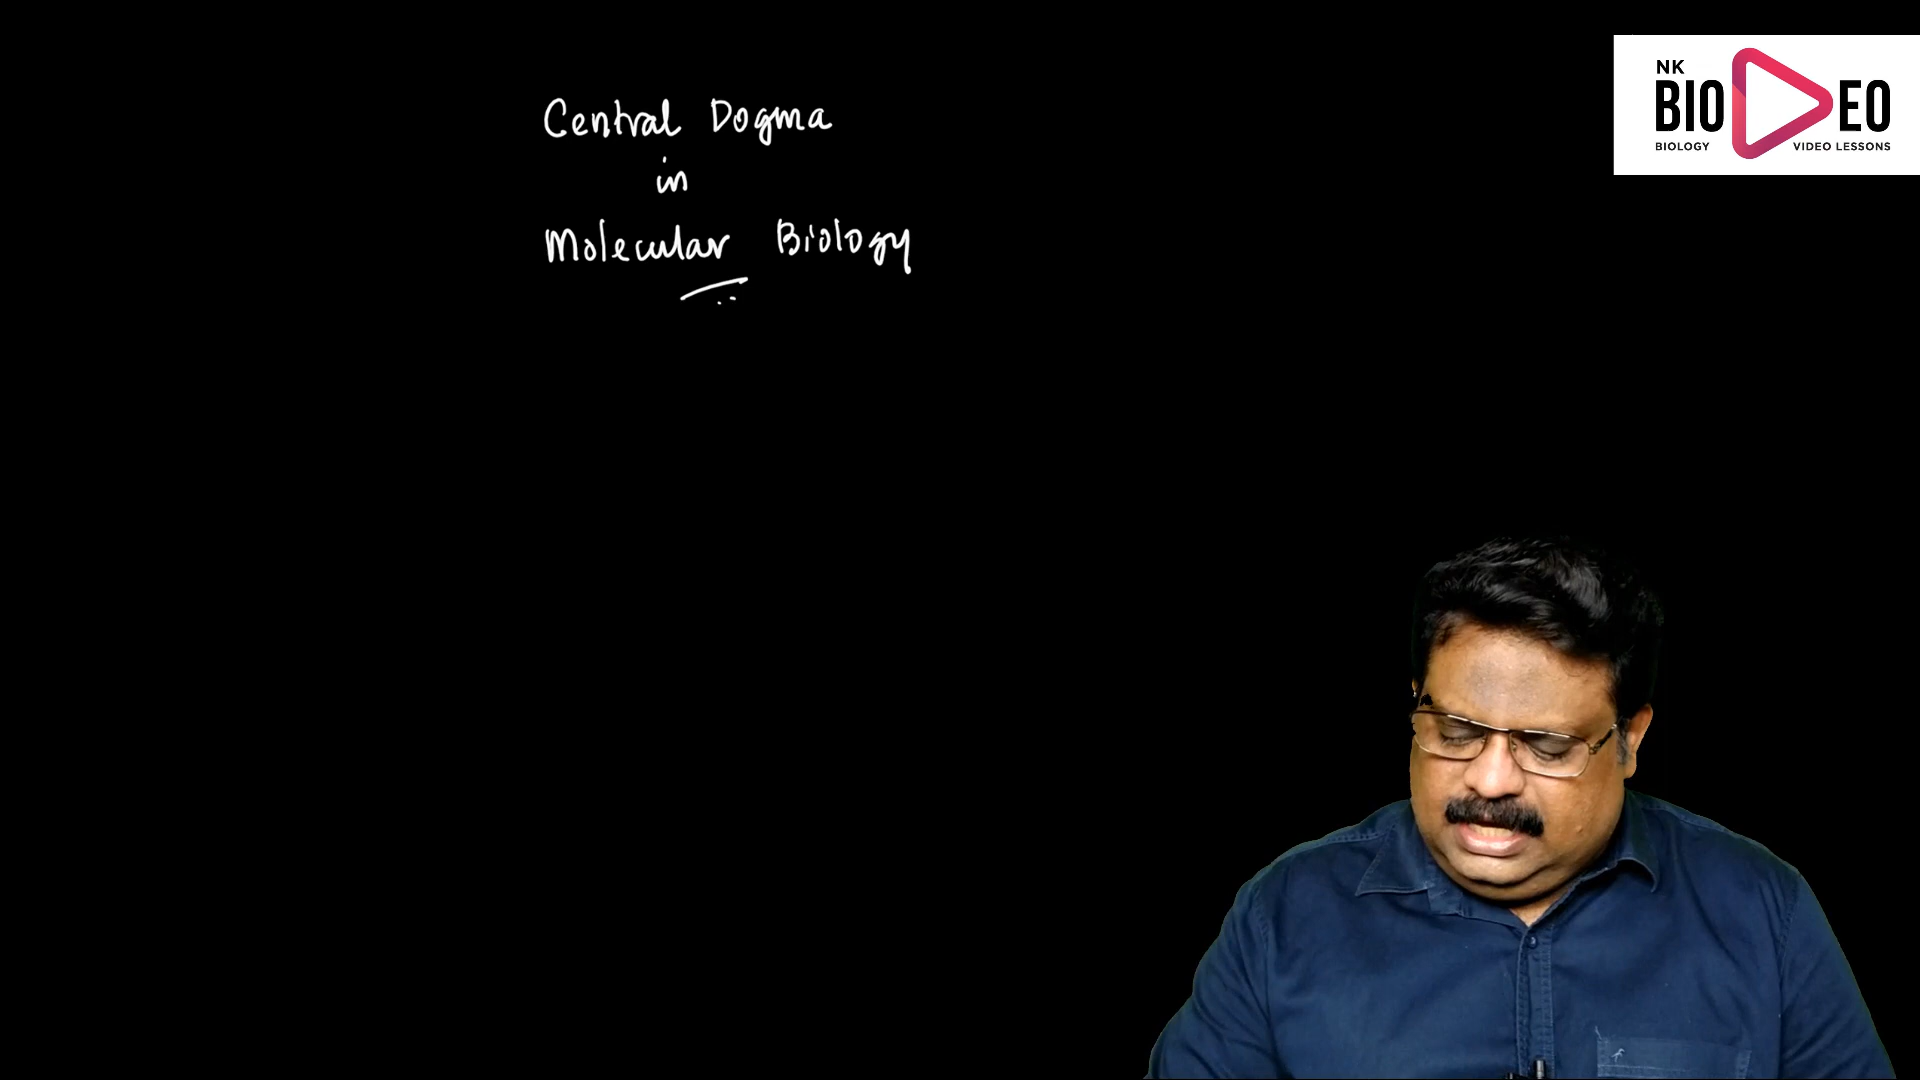 Central Dogma
in
Molecular Biology
NK
BIO EO
BIOLOGY VIDEO LESSONS